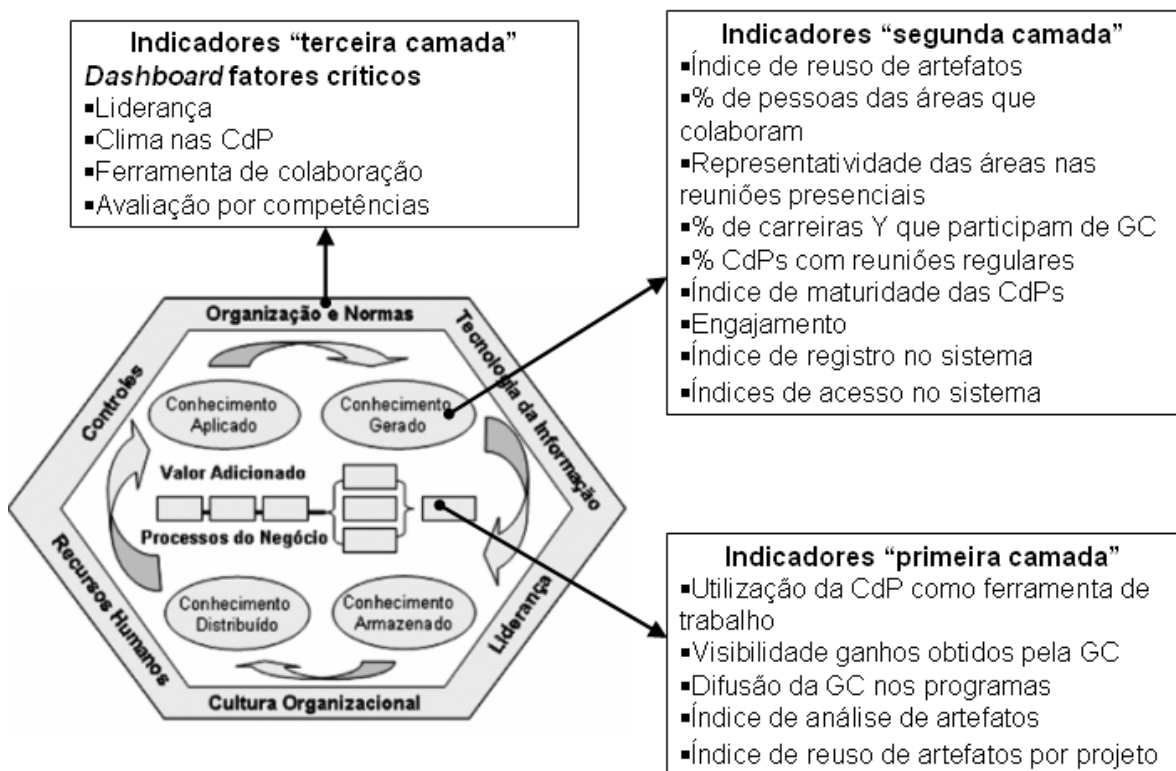 Indicadores “terceira camada”
Dashboard fatores críticos
▪Liderança
▪Clima nas CdP
▪Ferramenta de colaboração
▪Avaliação por competências
Indicadores “segunda camada”
▪Índice de reuso de artefatos
▪% de pessoas das áreas que
colaboram
▪Representatividade das áreas nas
reuniões presenciais
▪% de carreiras Y que participam de GC
▪% CdPs com reuniões regulares
▪Índice de maturidade das CdPs
▪Engajamento
▪Índice de registro no sistema
▪Índices de acesso no sistema
Organização e Normas
Tecnologia da Informação
Controles
Conhecimento
Aplicado
Conhecimento
Gerado
Valor Adicionado
Processos do Negócio
Recursos Humanos
Conhecimento
Distribuído
Conhecimento
Armazenado
Liderança
Cultura Organizacional
Indicadores “primeira camada”
▪Utilização da CdP como ferramenta de
trabalho
▪Visibilidade ganhos obtidos pela GC
▪Difusão da GC nos programas
▪Índice de análise de artefatos
▪Índice de reuso de artefatos por projeto